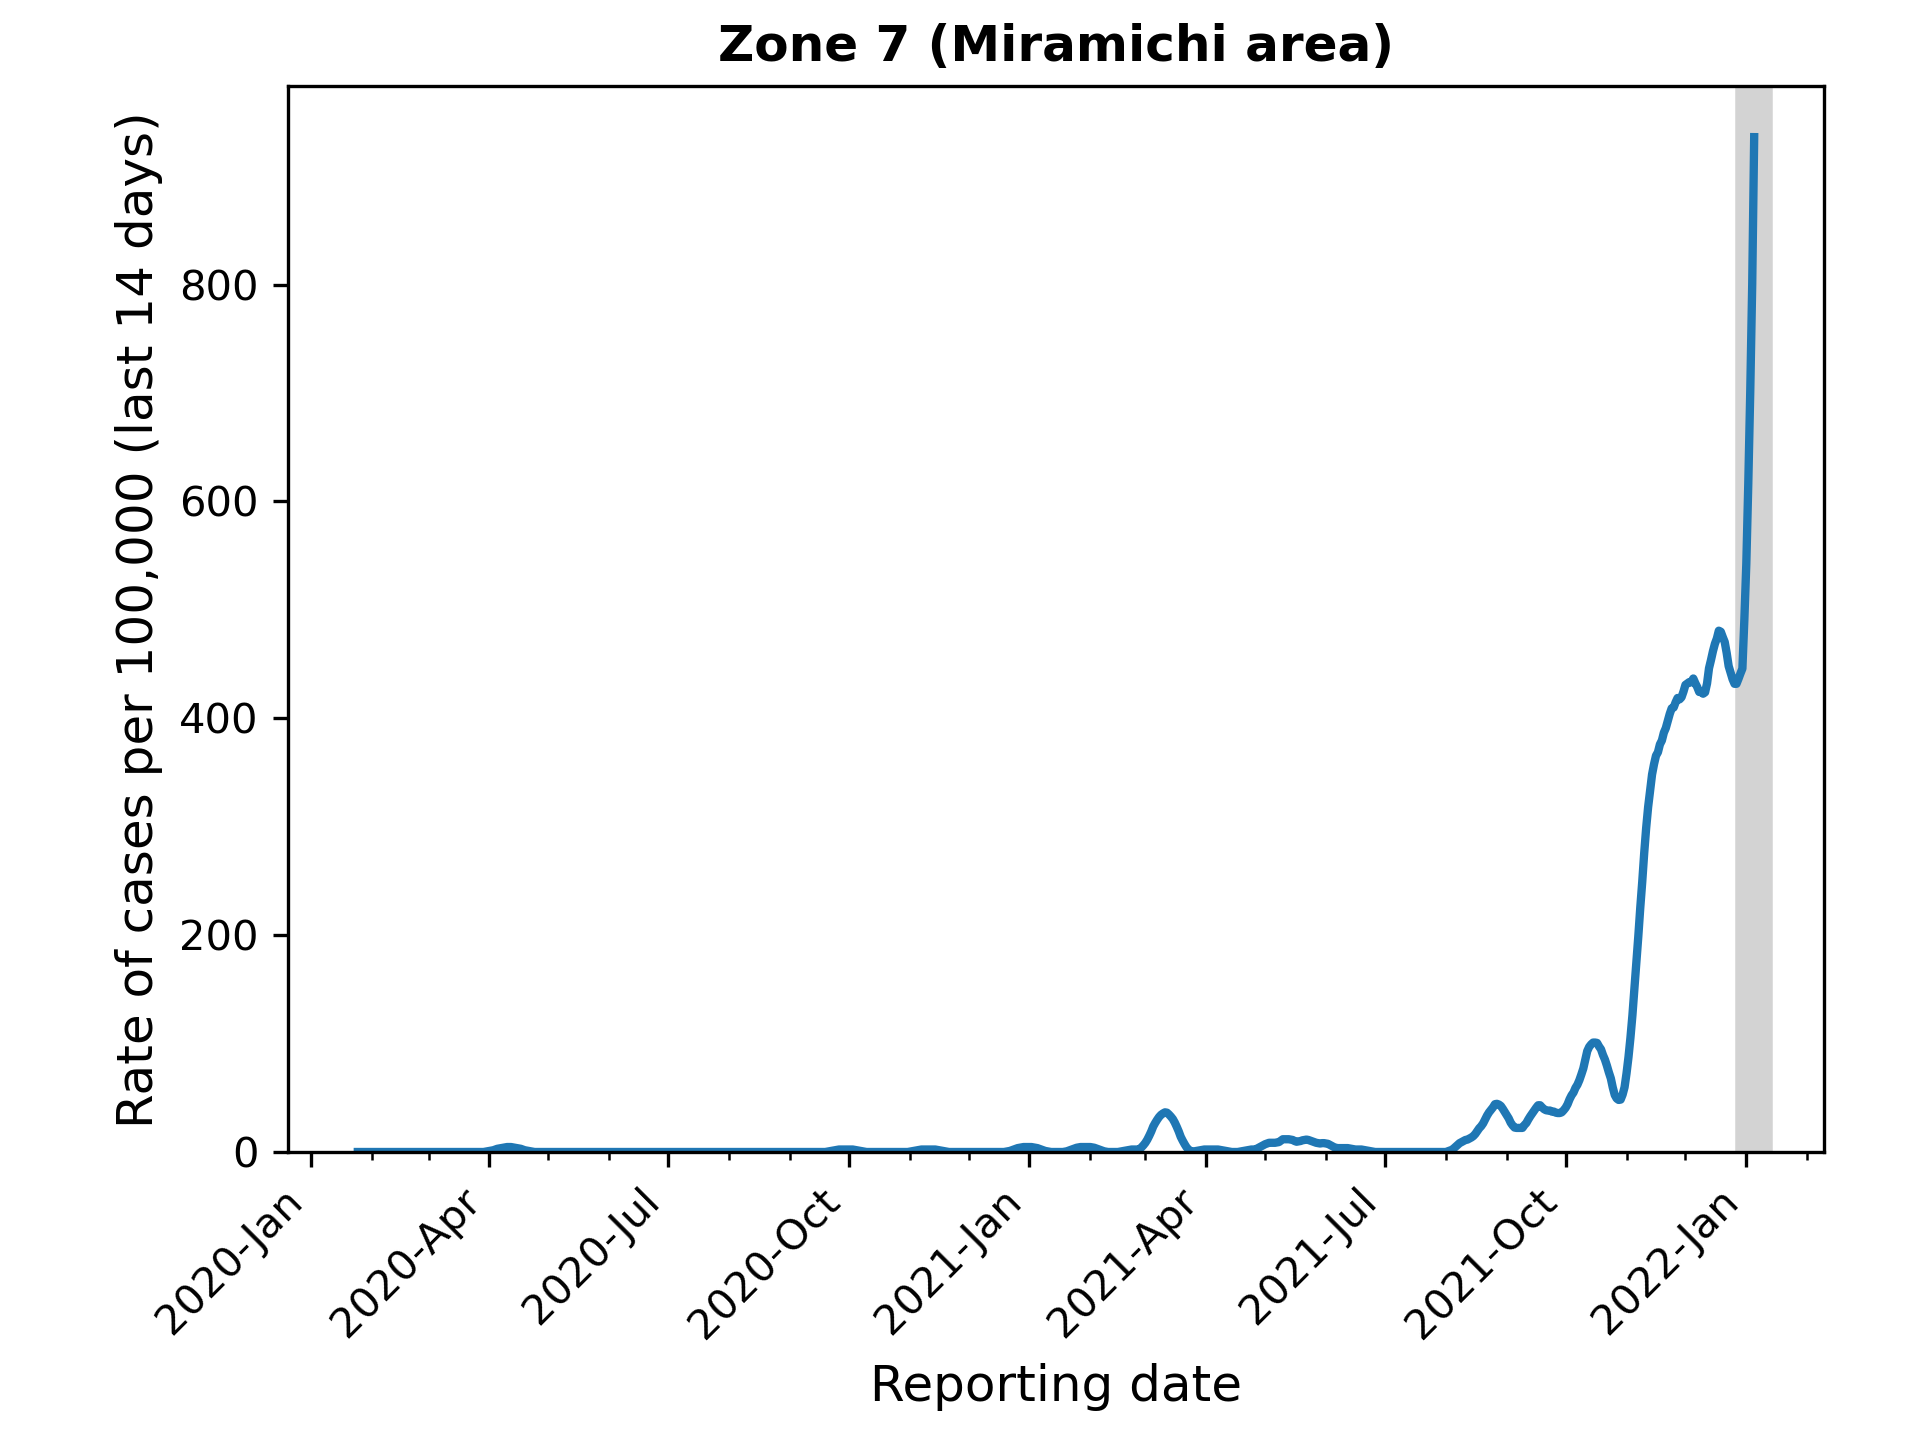 Zone 7 (Miramichi area)
Rate of cases per 100,000 (last 14 days)
800
600
400
200
0
2020-Jan
2020-Apr
2020-Jul
2020-Oct
2021-Jan
2021-Apr
2021-Jul
2021-Oct
2022-Jan
Reporting date